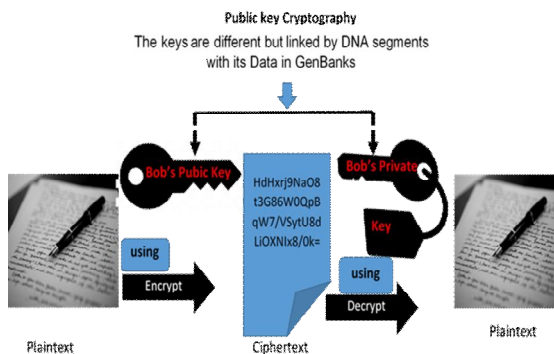 Public key Cryptography
The keys are different but linked by DNA segments
with its Data in GenBanks
Bob's Pubic Key
Bob's Private
Key
HdHxrj9NaO8
t3G86W0QpB
qW7/VSytU8d
LiOXNIx8/0k=
using
Encrypt
using
Decrypt
Plaintext
Ciphertext
Plaintext